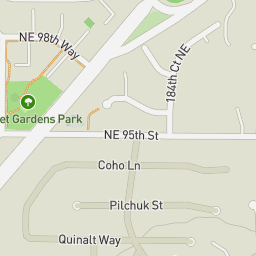 NE 98th Way
184th Ct NE
et Gardens Park
NE 95th St
Coho Ln
Pilchuk St
Quinalt Way